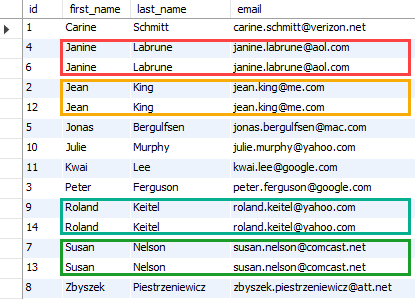 id first_name last_name email
1 Carine Schmitt carine.schmitt@verizon.net
4 Janine Labrune janine.labrune@aol.com
6 Janine Labrune janine.labrune@aol.com
2 Jean King jean.king@me.com
12 Jean King jean.king@me.com
5 Jonas Bergulfsen jonas.bergulfsen@mac.com
10 Julie Murphy julie.murphy@yahoo.com
11 Kwai Lee kwai.lee@google.com
3 Peter Ferguson peter.ferguson@google.com
9 Roland Keitel roland.keitel@yahoo.com
14 Roland Keitel roland.keitel@yahoo.com
7 Susan Nelson susan.nelson@comcast.net
13 Susan Nelson susan.nelson@comcast.net
8 Zbyszek Piestrzeniewicz zbyszek.piestrzeniewicz@att.net